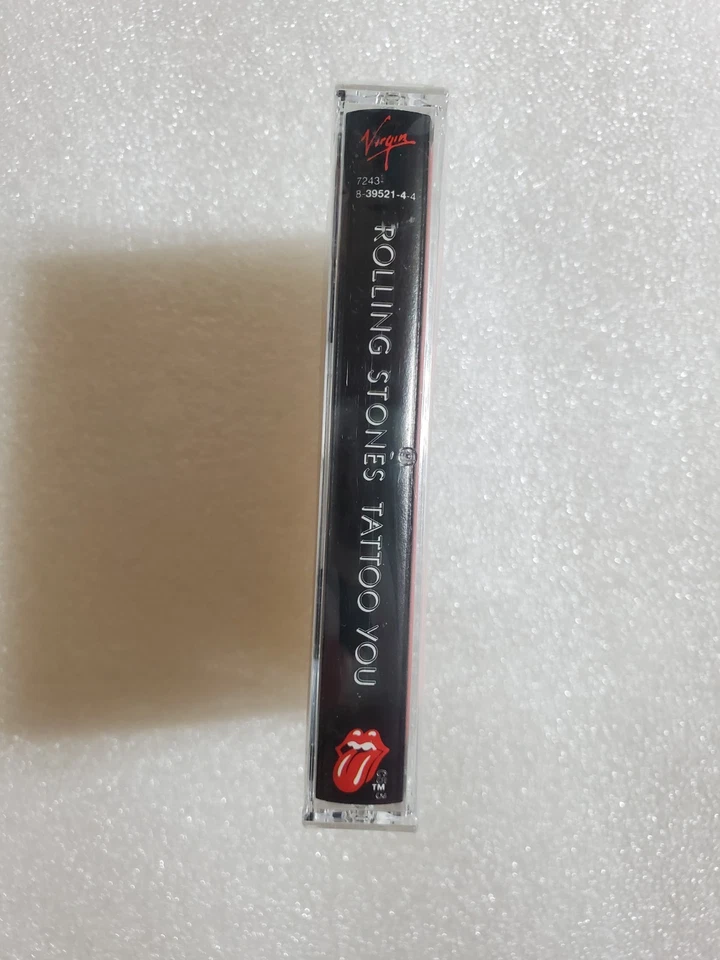 Virgin
7243-
8-39521-4-4
ROLLING STONES TATTOO YOU
TM